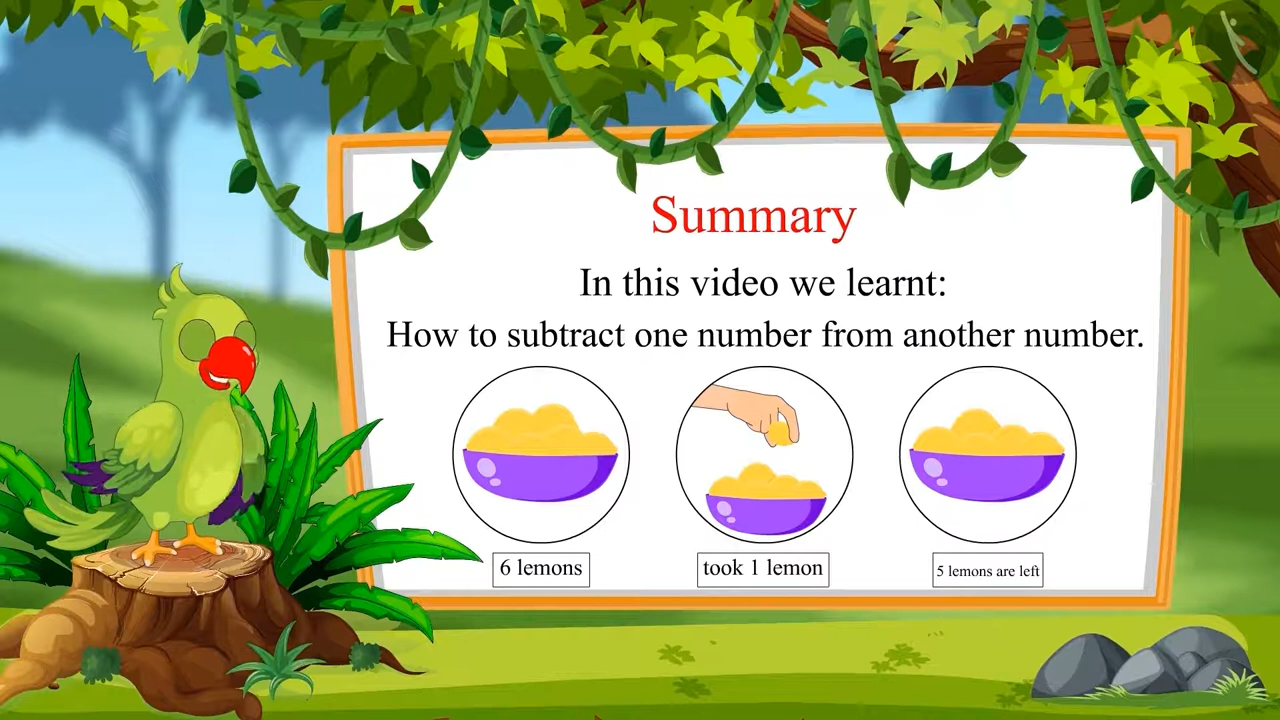 Summary
In this video we learnt:
How to subtract one number from another number.
6 lemons
took 1 lemon
5 lemons are left